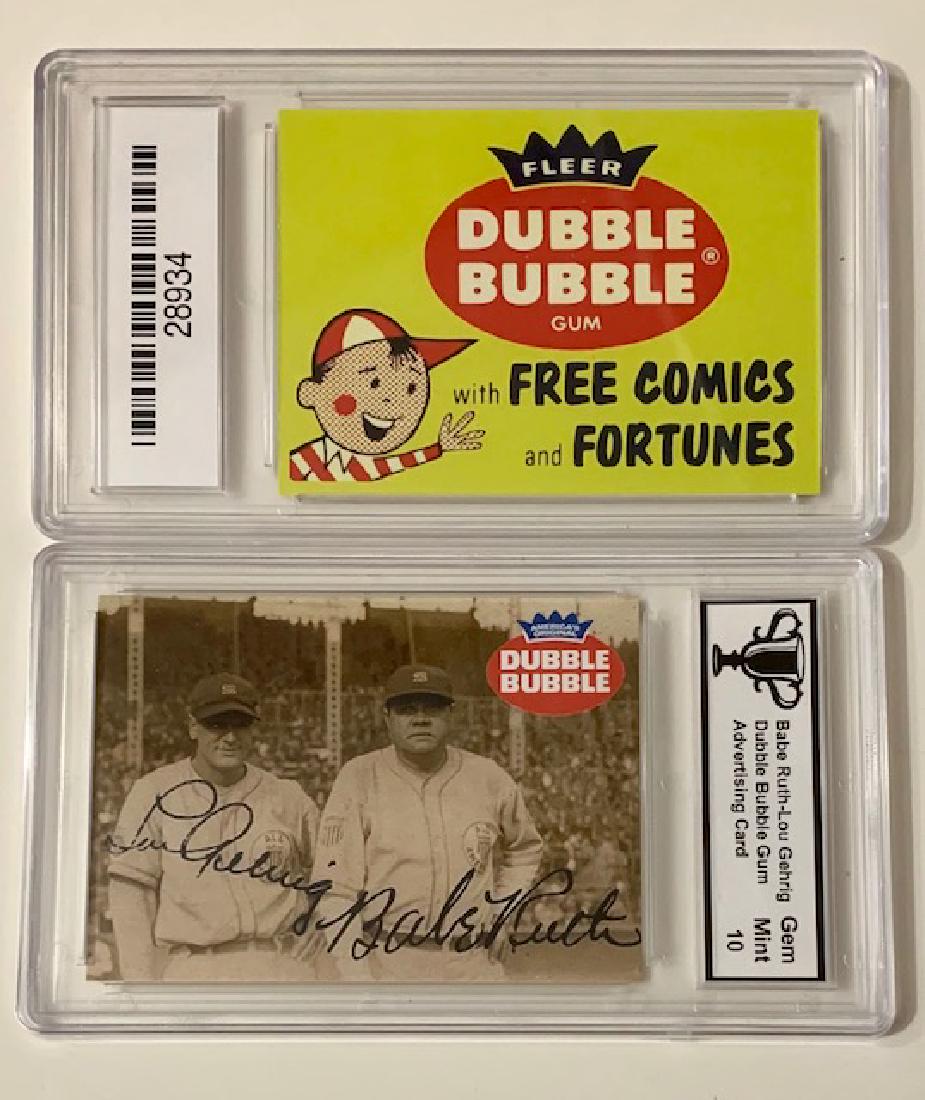 28934
FLEER
DUBBLE
BUBBLE®
GUM
with FREE COMICS
and FORTUNES
AMERICA'S
ORIGINAL
DUBBLE
BUBBLE
Lou Gehrig
Babe Ruth
Babe Ruth-Lou Gehrig
Dubble Bubble Gum
Advertising Card
Gem
Mint
10